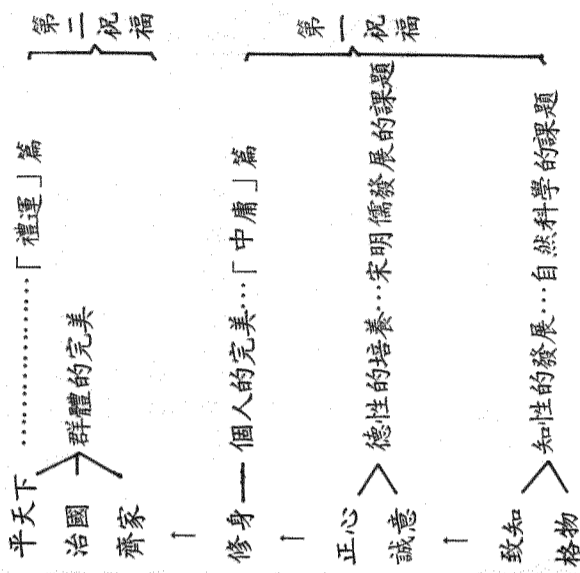 平天下………………「禮運」篇
治國
群體的完美
齊家
第二祝福
↑
修身——個人的完美…「中庸」篇
↑
正心
誠意
德性的培養…宋明儒發展的課題
第一祝福
↑
致知
格物
知性的發展…自然科學的課題